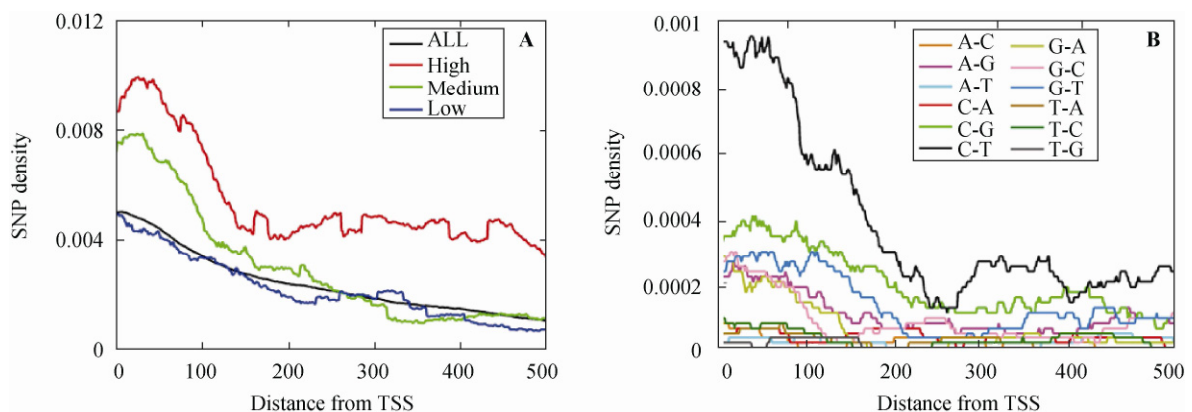 A
0.012
0.008
0.004
0
SNP density
ALL
High
Medium
Low
0 100 200 300 400 500
Distance from TSS
B
0.001
0.0008
0.0006
0.0004
0.0002
0
SNP density
A-C
A-G
A-T
C-A
C-G
C-T
G-A
G-C
G-T
T-A
T-C
T-G
0 100 200 300 400 500
Distance from TSS